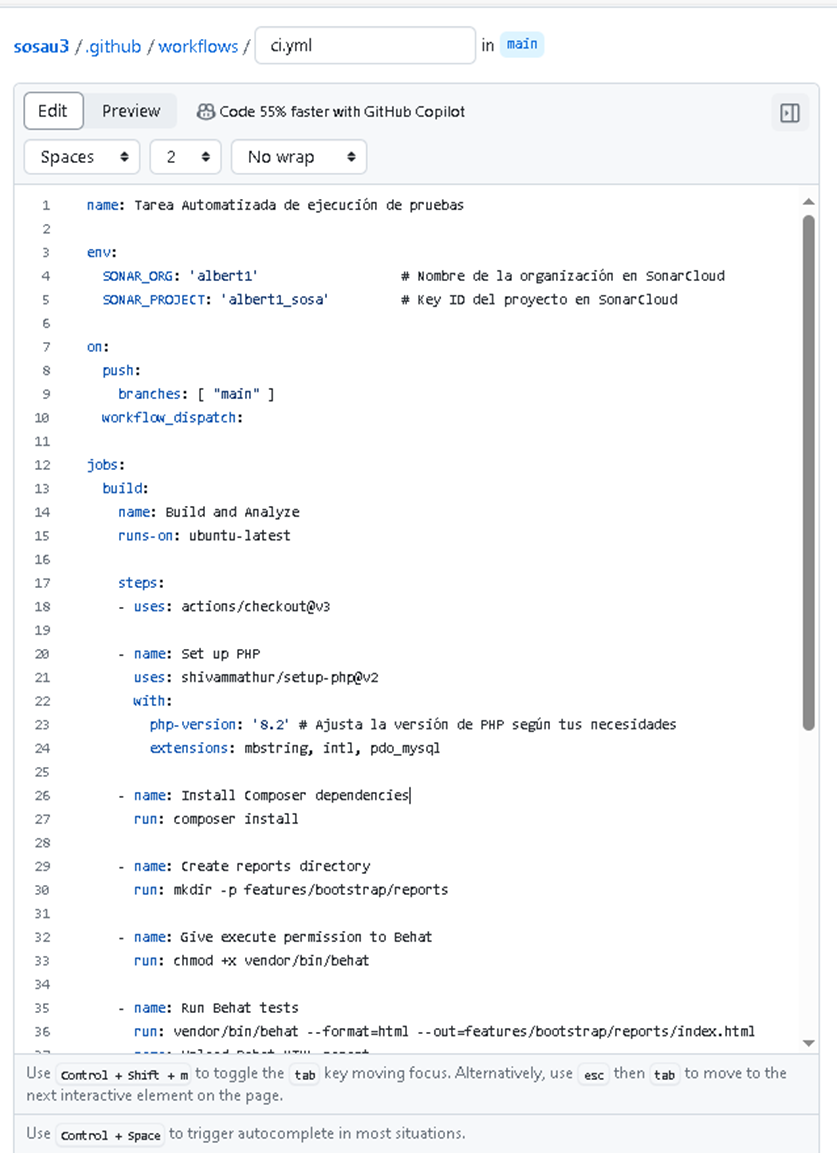 sosau3 / .github / workflows / ci.yml in main
Edit Preview Code 55% faster with GitHub Copilot
Spaces 2 No wrap
1 name: Tarea Automatizada de ejecución de pruebas
2
3 env:
4 SONAR_ORG: 'albert1' # Nombre de la organización en SonarCloud
5 SONAR_PROJECT: 'albert1_sosa' # Key ID del proyecto en SonarCloud
6
7 on:
8 push:
9 branches: [ "main" ]
10 workflow_dispatch:
11
12 jobs:
13 build:
14 name: Build and Analyze
15 runs-on: ubuntu-latest
16
17 steps:
18 - uses: actions/checkout@v3
19
20 - name: Set up PHP
21 uses: shivammathur/setup-php@v2
22 with:
23 php-version: '8.2' # Ajusta la versión de PHP según tus necesidades
24 extensions: mbstring, intl, pdo_mysql
25
26 - name: Install Composer dependencies
27 run: composer install
28
29 - name: Create reports directory
30 run: mkdir -p features/bootstrap/reports
31
32 - name: Give execute permission to Behat
33 run: chmod +x vendor/bin/behat
34
35 - name: Run Behat tests
36 run: vendor/bin/behat --format=html --out=features/bootstrap/reports/index.html
37 - name: Upload Behat HTML report
Use Control + Shift + m to toggle the tab key moving focus. Alternatively, use esc then tab to move to the
next interactive element on the page.
Use Control + Space to trigger autocomplete in most situations.